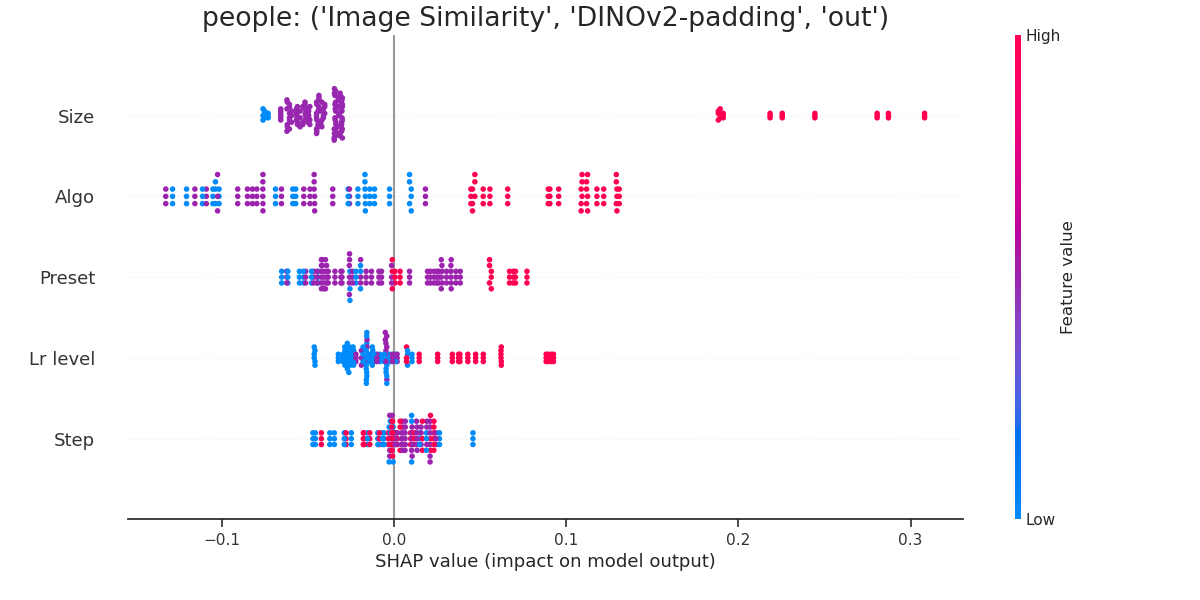 people: ('Image Similarity', 'DINOv2-padding', 'out')
High
Size
Algo
Preset
Lr level
Step
Feature value
Low
−0.1 0.0 0.1 0.2 0.3
SHAP value (impact on model output)